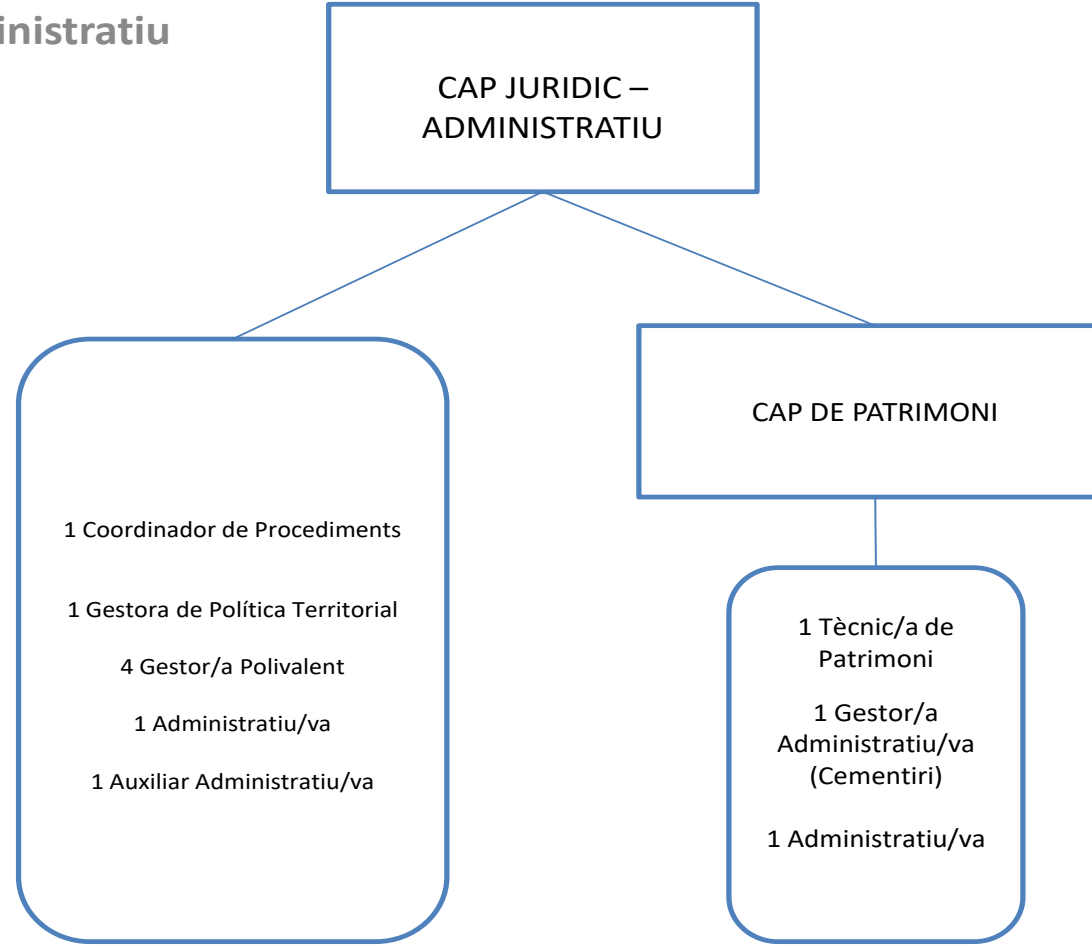 inistratiu
CAP JURIDIC –
ADMINISTRATIU
CAP DE PATRIMONI
1 Coordinador de Procediments
1 Gestora de Política Territorial
4 Gestor/a Polivalent
1 Administratiu/va
1 Auxiliar Administratiu/va
1 Tècnic/a de
Patrimoni
1 Gestor/a
Administratiu/va
(Cementiri)
1 Administratiu/va